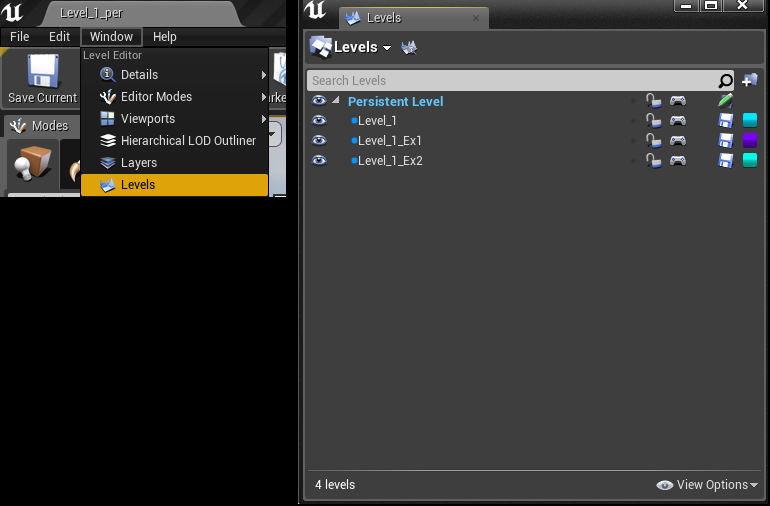 Level_1_per
File Edit Window Help
Level Editor
Details
Editor Modes
Viewports
Hierarchical LOD Outliner
Layers
Levels
Save Current
Modes
Levels
Levels
Search Levels
Persistent Level
Level_1
Level_1_Ex1
Level_1_Ex2
4 levels
View Options